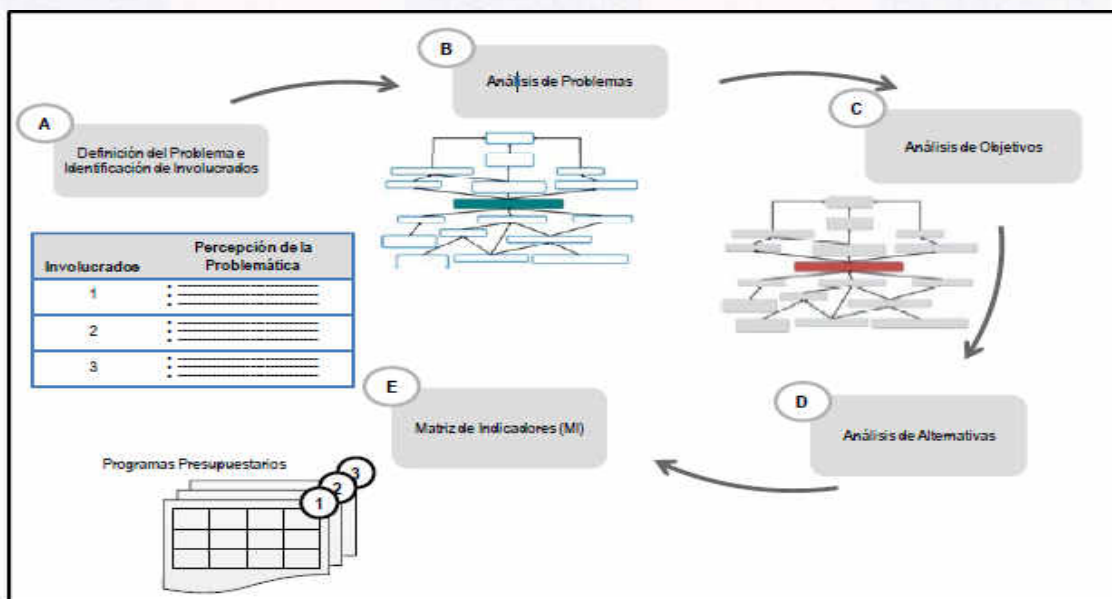 A
Definición del Problema e
Identificación de Involucrados
B
Análisis de Problemas
C
Análisis de Objetivos
Involucrados
Percepción de la
Problemática
1
2
3
D
Análisis de Alternativas
E
Matriz de Indicadores (MI)
Programas Presupuestarios
1
2
3